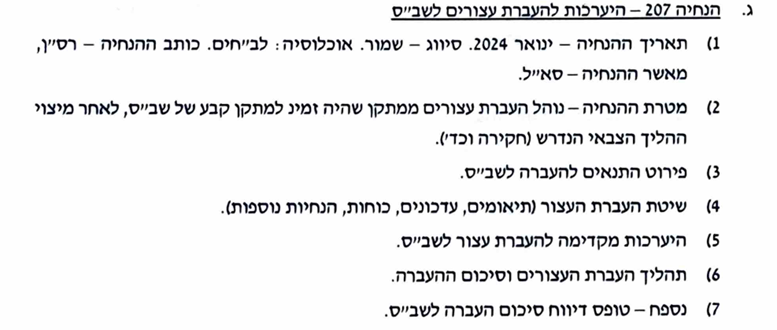 ג. הנחיה 207 – היערכות להעברת עצורים לשב״ס
1) תאריך ההנחיה – ינואר 2024. סיווג – שמור. אוכלוסיה: לב״חים. כותב ההנחיה – רס״ן, 
מאשר ההנחיה – סא״ל.
2) מטרת ההנחיה – נוהל העברת עצורים ממתקן שהיה זמינ למתקן קבע של שב״ס, לאחר מיצוי
ההליך הצבאי הנדרש (חקירה וכד׳).
3) פירוט התנאים להעברה לשב״ס.
4) שיטת העברת העצור (תיאומים, עדכונים, כוחות, הנחיות נוספות).
5) היערכות מקדימה להעברת עצור לשב״ס.
6) תהליך העברת העצורים וסיכום ההעברה.
7) נספח – טופס דיווח סיכום העברה לשב״ס.